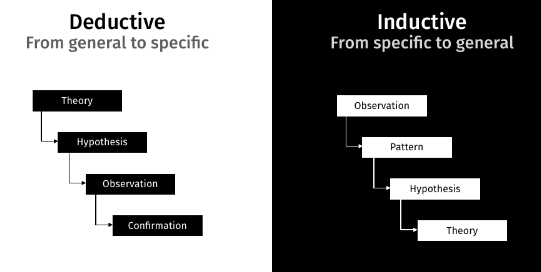 Deductive
From general to specific
Theory
Hypothesis
Observation
Confirmation
Inductive
From specific to general
Observation
Pattern
Hypothesis
Theory